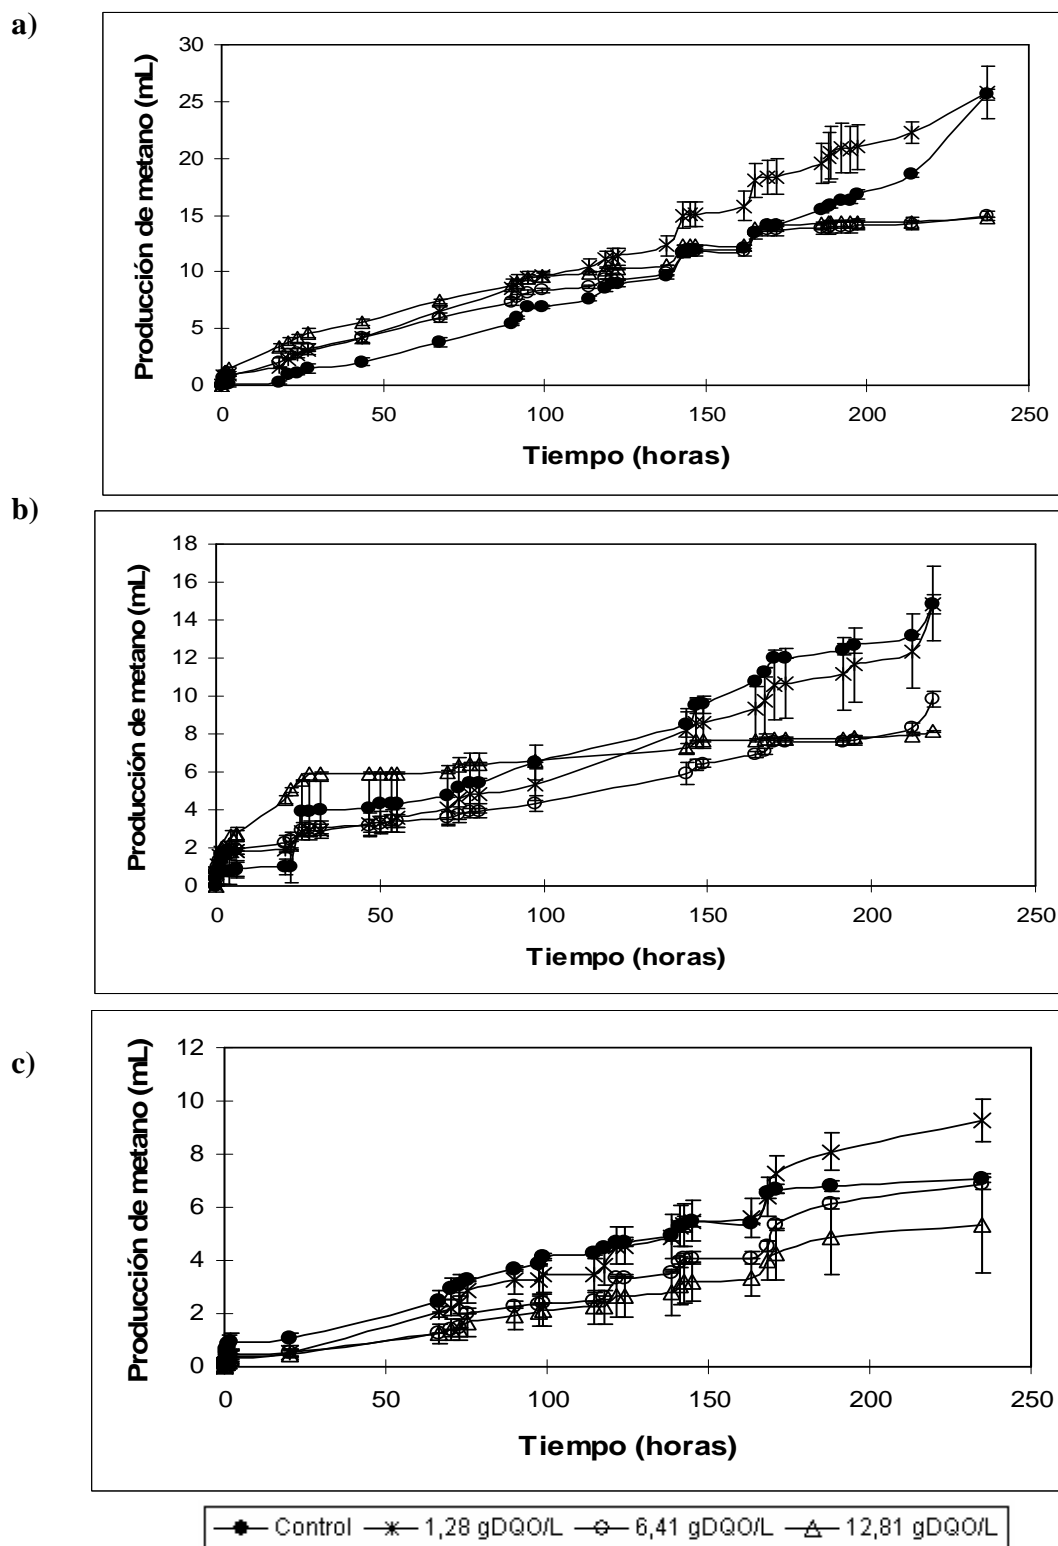 a)
Producción de metano (mL)
30
25
20
15
10
5
0
0 50 100 150 200 250
Tiempo (horas)
b)
Producción de metano (mL)
18
16
14
12
10
8
6
4
2
0
0 50 100 150 200 250
Tiempo (horas)
c)
Producción de metano (mL)
12
10
8
6
4
2
0
0 50 100 150 200 250
Tiempo (horas)
Control 1,28 gDQO/L 6,41 gDQO/L 12,81 gDQO/L